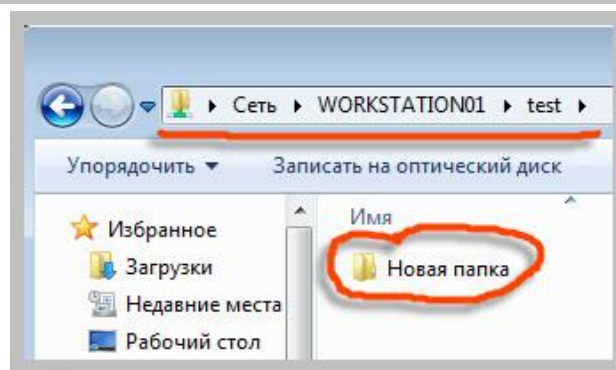 Сеть WORKSTATION01 test
Упорядочить Записать на оптический диск
Избранное
Загрузки
Недавние места
Рабочий стол
Имя
Новая папка